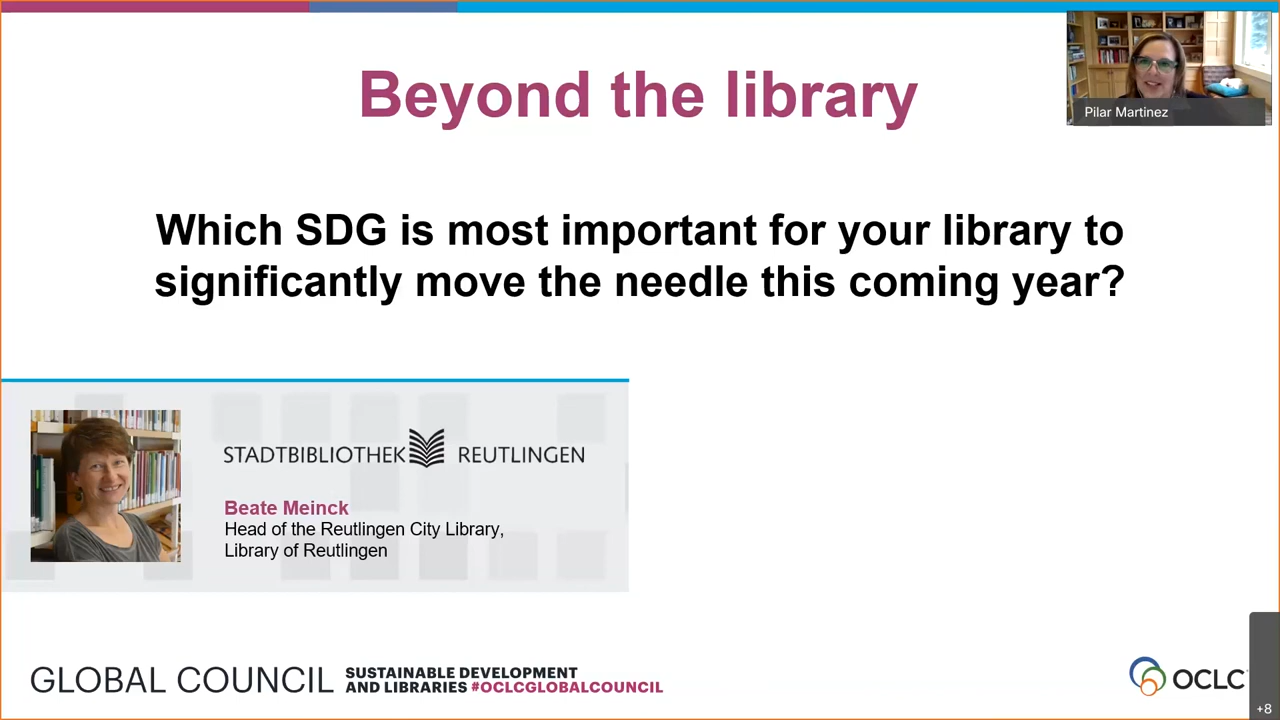 Beyond the library
Pilar Martinez
Which SDG is most important for your library to
significantly move the needle this coming year?
STADTBIBLIOTHEK REUTLINGEN
Beate Meinck
Head of the Reutlingen City Library,
Library of Reutlingen
GLOBAL COUNCIL
SUSTAINABLE DEVELOPMENT
AND LIBRARIES #OCLCGLOBALCOUNCIL
OCLC
+8